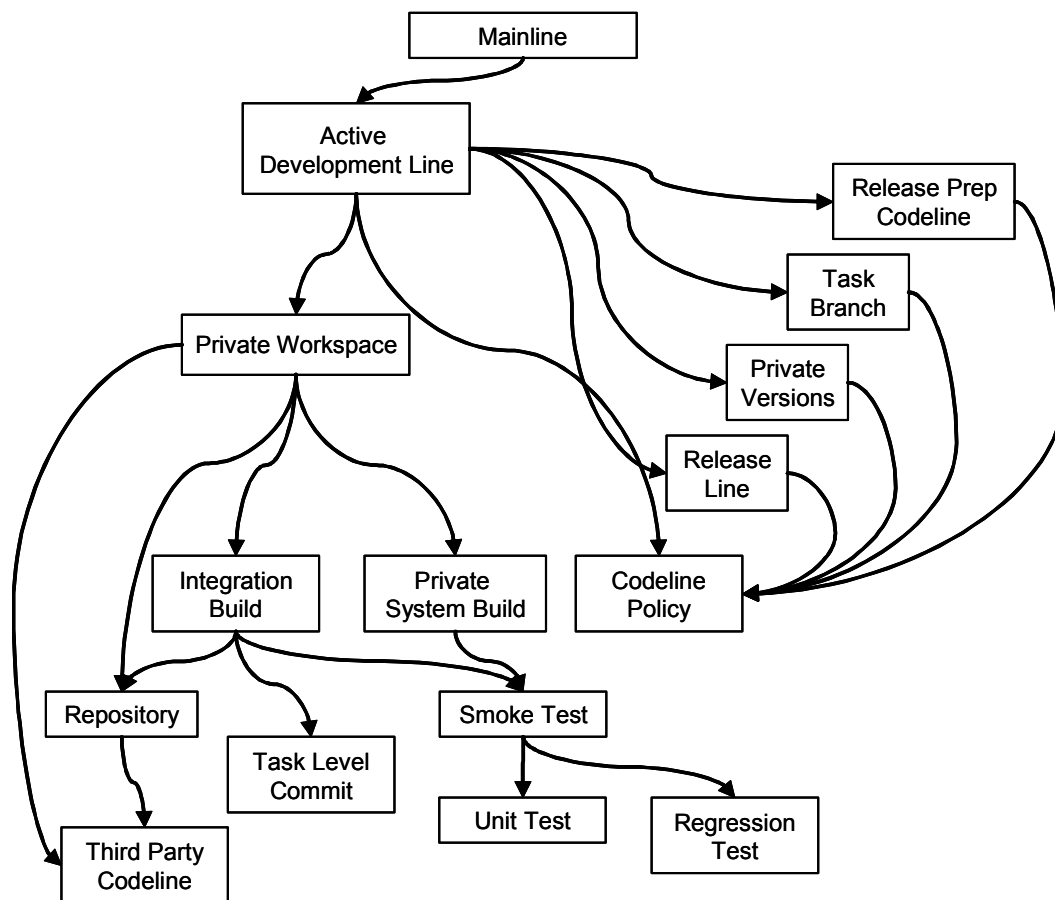 Mainline
Active
Development Line
Release Prep
Codeline
Task
Branch
Private Workspace
Private
Versions
Release
Line
Integration
Build
Private
System Build
Codeline
Policy
Repository
Smoke Test
Task Level
Commit
Unit Test
Regression
Test
Third Party
Codeline